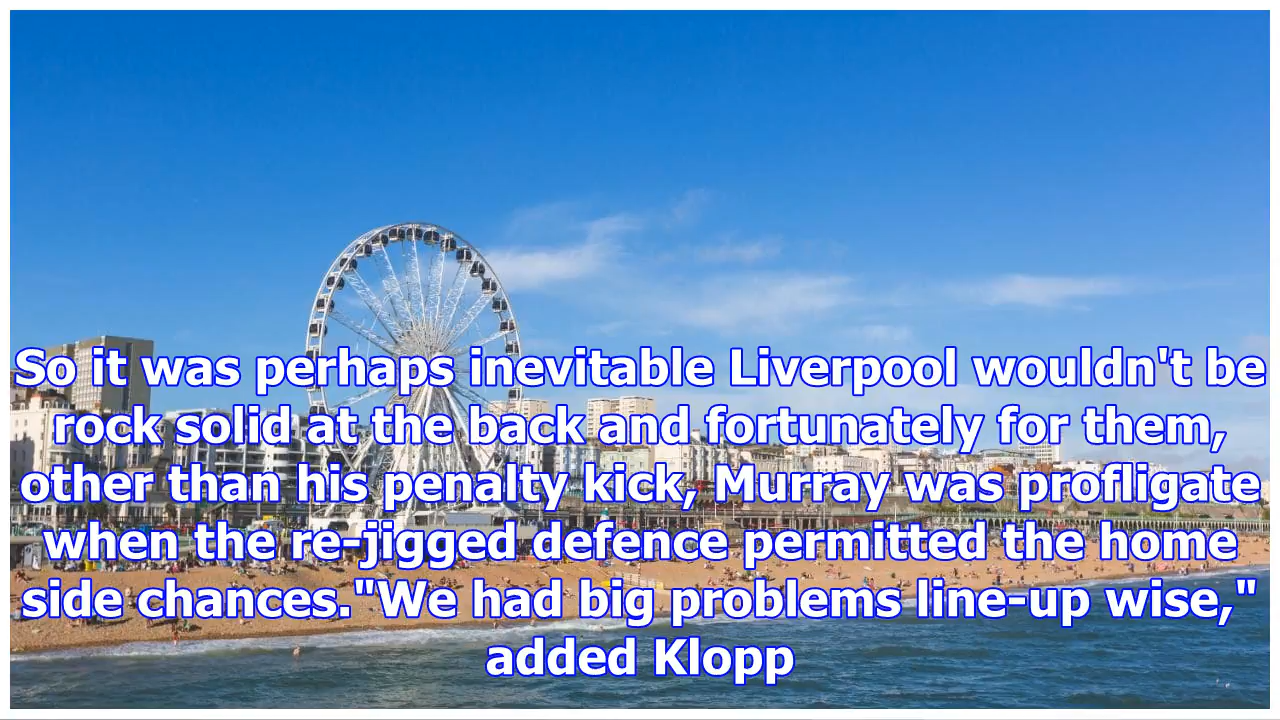 So it was perhaps inevitable Liverpool wouldn't be
rock solid at the back and fortunately for them,
other than his penalty kick, Murray was profligate
when the re-jigged defence permitted the home
side chances."We had big problems line-up wise,"
added Klopp